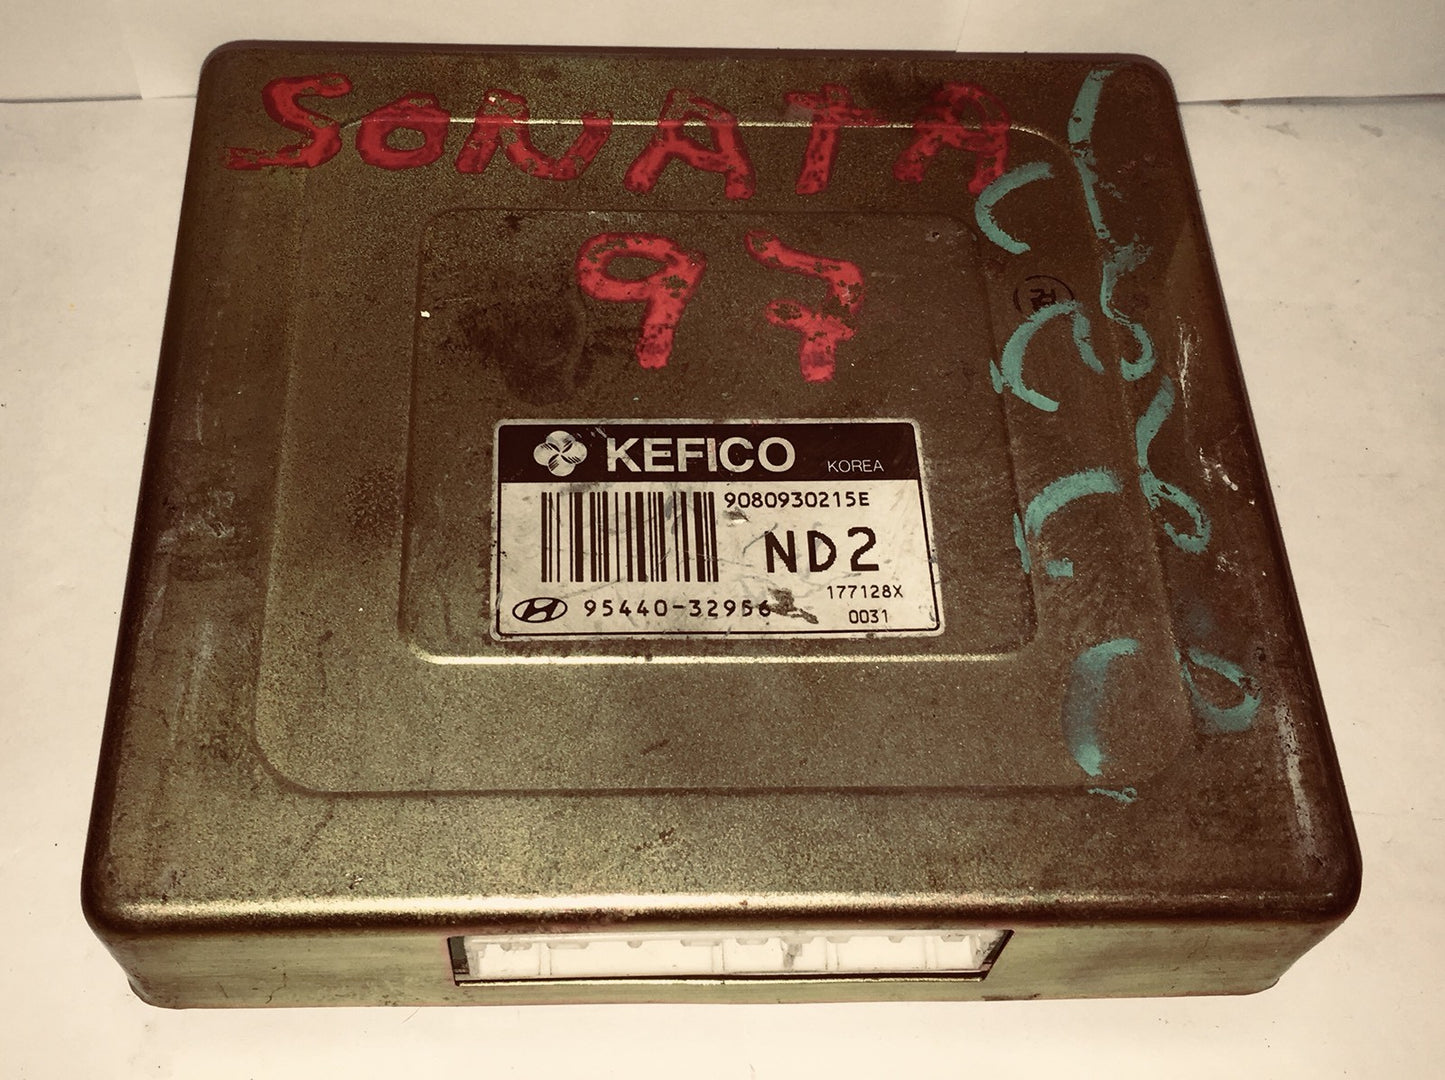 SONATA
97
KEFICO KOREA
9080930215E
ND2
177128X
95440-32956
0031